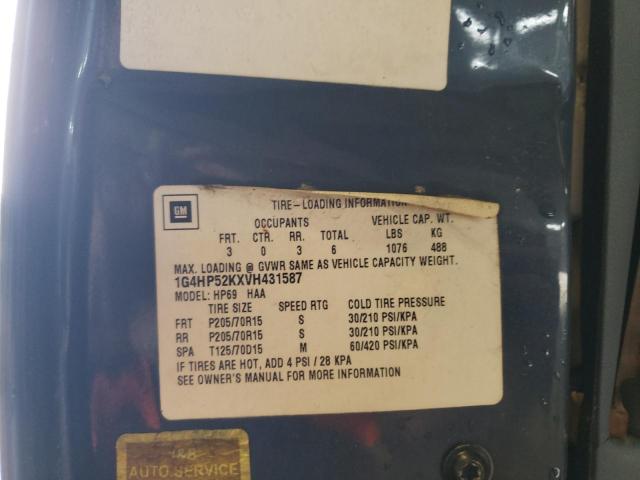 GM
TIRE-LOADING INFORMATION
OCCUPANTS VEHICLE CAP. WT.
FRT. CTR. RR. TOTAL LBS KG
3 0 3 6 1076 488
MAX. LOADING @ GVWR SAME AS VEHICLE CAPACITY WEIGHT.
1G4HP52KXVH431587
MODEL: HP69 HAA
TIRE SIZE SPEED RTG COLD TIRE PRESSURE
FRT P205/70R15 S 30/210 PSI/KPA
RR P205/70R15 S 30/210 PSI/KPA
SPA T125/70D15 M 60/420 PSI/KPA
IF TIRES ARE HOT, ADD 4 PSI / 28 KPA
SEE OWNER'S MANUAL FOR MORE INFORMATION
AUTO SERVICE